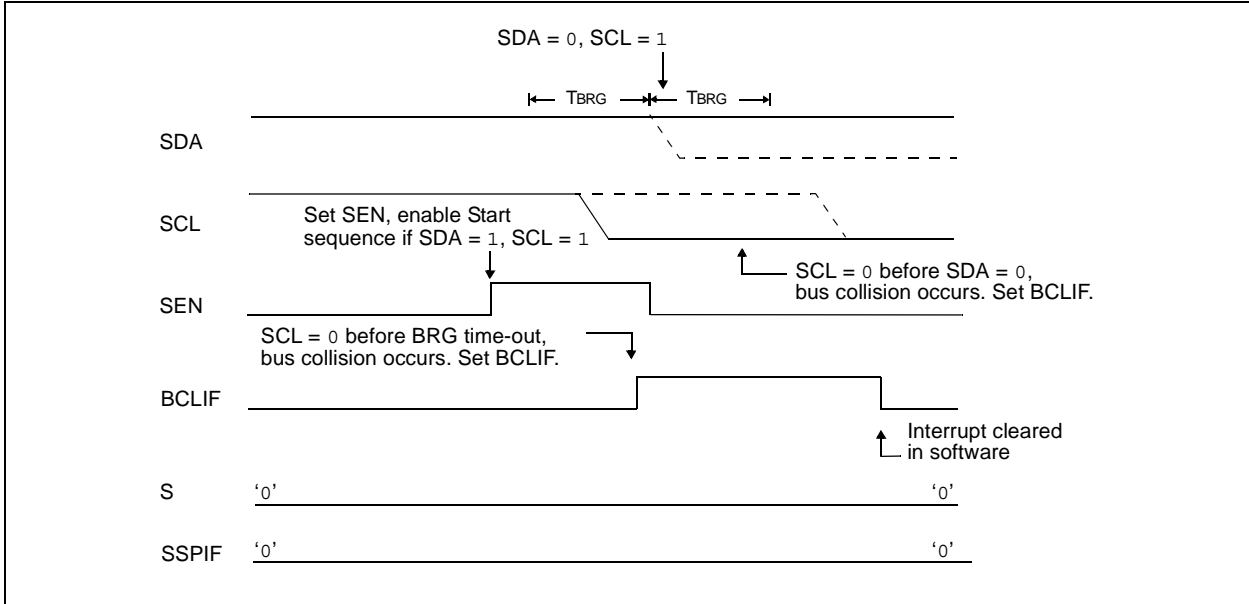 SDA = 0, SCL = 1
TBRG TBRG
SDA
SCL
Set SEN, enable Start
sequence if SDA = 1, SCL = 1
SCL = 0 before SDA = 0,
bus collision occurs. Set BCLIF.
SEN
SCL = 0 before BRG time-out,
bus collision occurs. Set BCLIF.
BCLIF
Interrupt cleared
in software
S ‘0’ ‘0’
SSPIF ‘0’ ‘0’